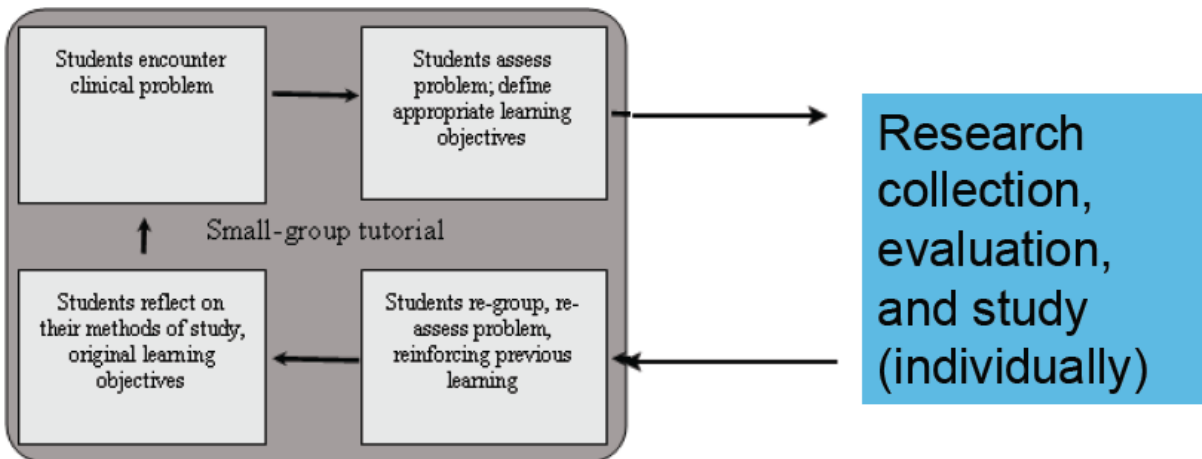 Students encounter
clinical problem
Students assess
problem; define
appropriate learning
objectives
Research
collection,
evaluation,
and study
(individually)
Small-group tutorial
Students reflect on
their methods of study,
original learning
objectives
Students re-group, re-
assess problem,
reinforcing previous
learning